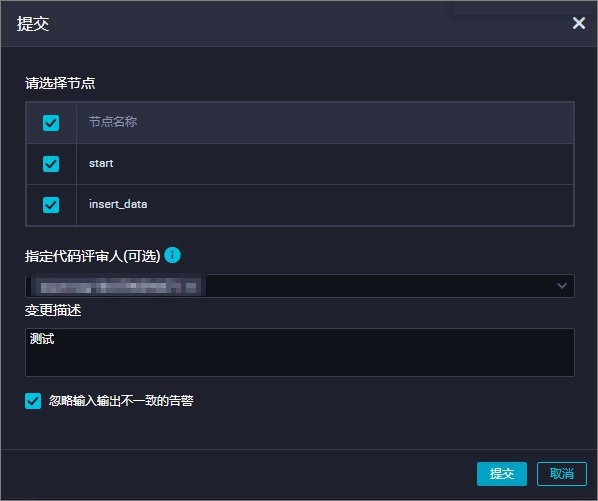 提交
请选择节点
节点名称
start
insert_data
指定代码评审人(可选)
变更描述
测试
忽略输入输出不一致的告警
提交 取消